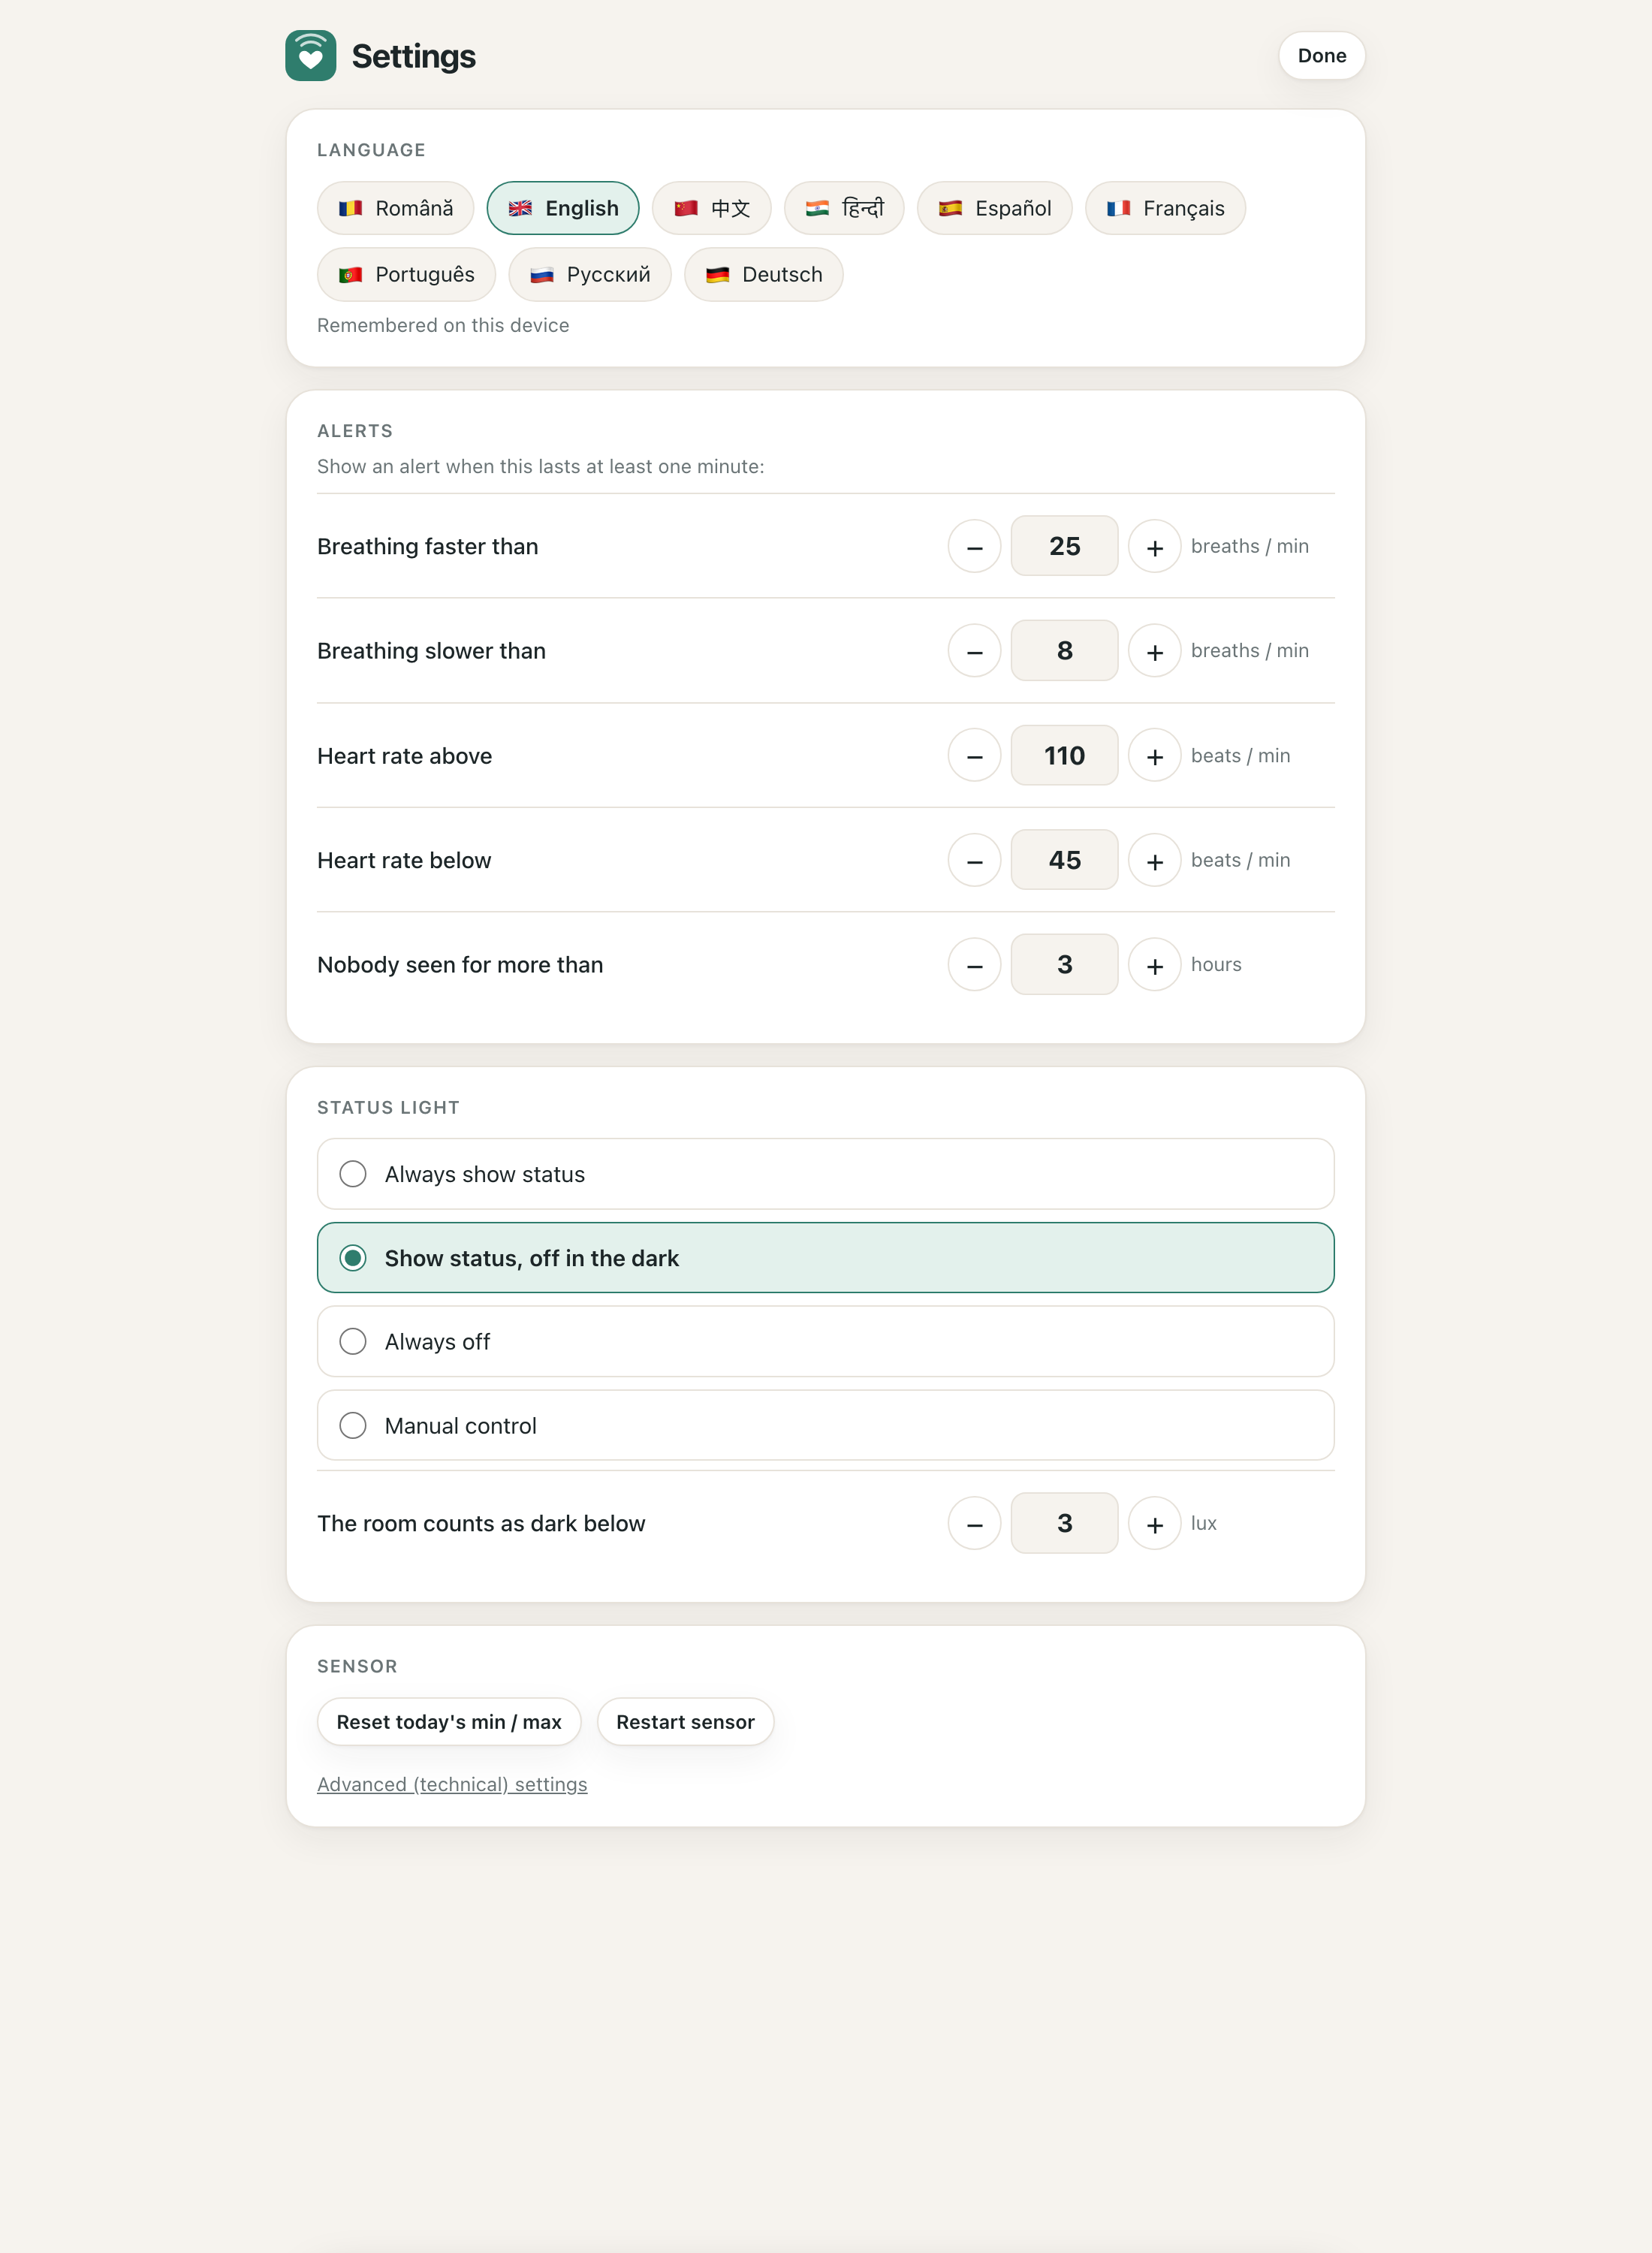 Settings
Done
LANGUAGE
Română English 中文 हिन्दी Español Français
Português Русский Deutsch
Remembered on this device
ALERTS
Show an alert when this lasts at least one minute:
Breathing faster than − 25 + breaths / min
Breathing slower than − 8 + breaths / min
Heart rate above − 110 + beats / min
Heart rate below − 45 + beats / min
Nobody seen for more than − 3 + hours
STATUS LIGHT
Always show status
Show status, off in the dark
Always off
Manual control
The room counts as dark below − 3 + lux
SENSOR
Reset today's min / max Restart sensor
Advanced (technical) settings